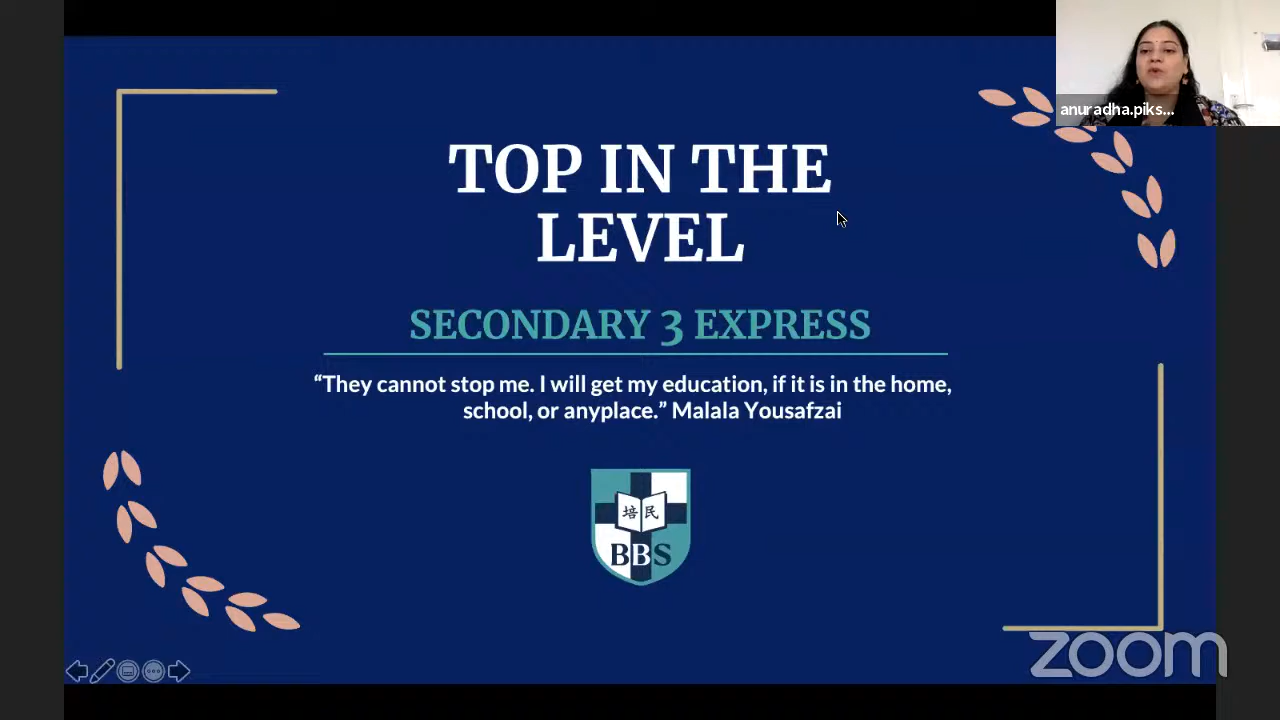 anuradha.piks...
TOP IN THE
LEVEL
SECONDARY 3 EXPRESS
“They cannot stop me. I will get my education, if it is in the home,
school, or anyplace.” Malala Yousafzai
培 民
BBS
zoom